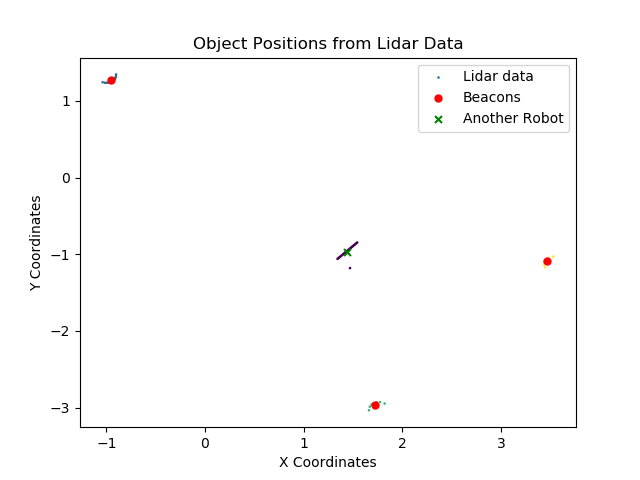 Object Positions from Lidar Data
Lidar data
Beacons
Another Robot
Y Coordinates
1
0
−1
−2
−3
−1
0
1
2
3
X Coordinates